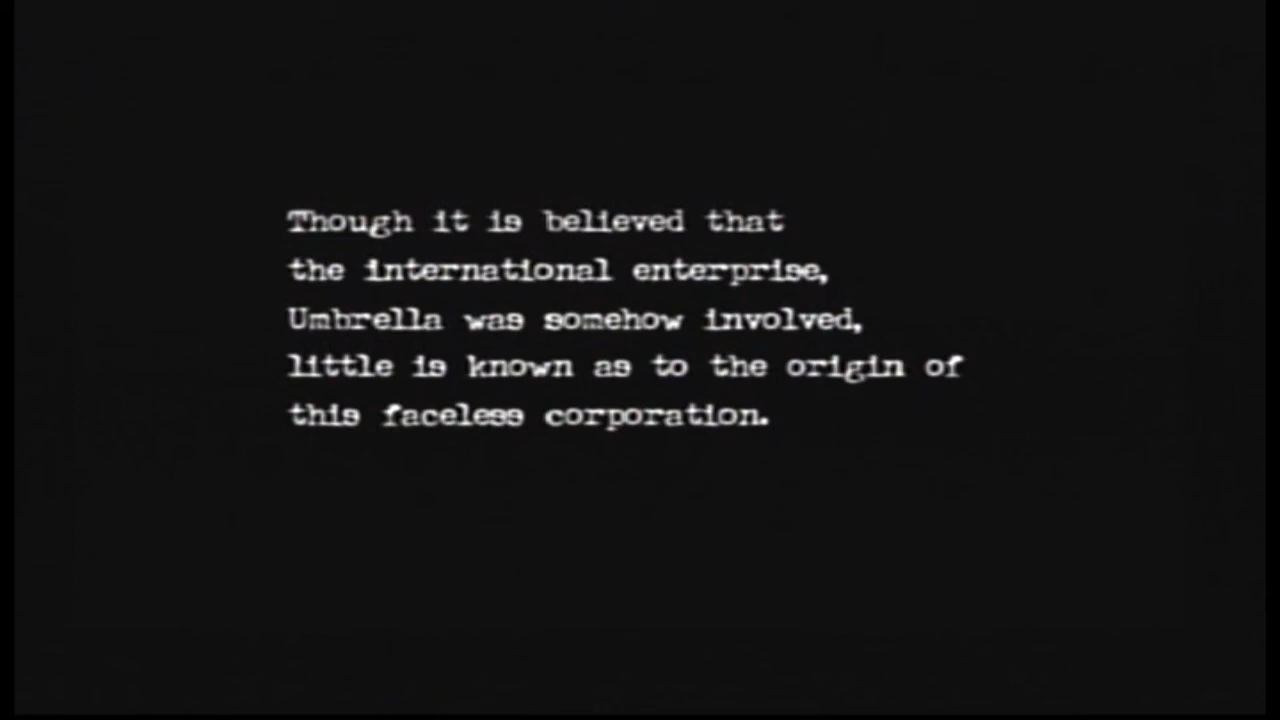 Though it is believed that
the international enterprise,
Umbrella was somehow involved,
little is known as to the origin of
this faceless corporation.